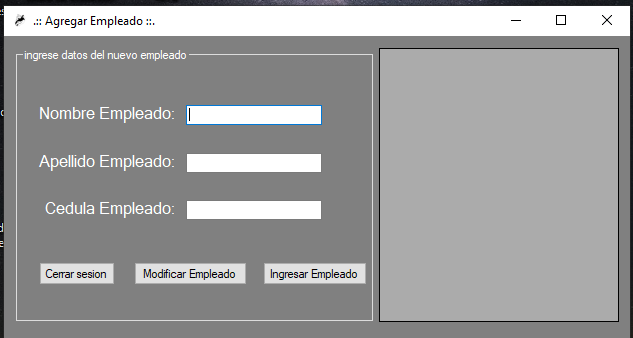 .:: Agregar Empleado ::.
ingrese datos del nuevo empleado
Nombre Empleado:
Apellido Empleado:
Cedula Empleado:
Cerrar sesion
Modificar Empleado
Ingresar Empleado